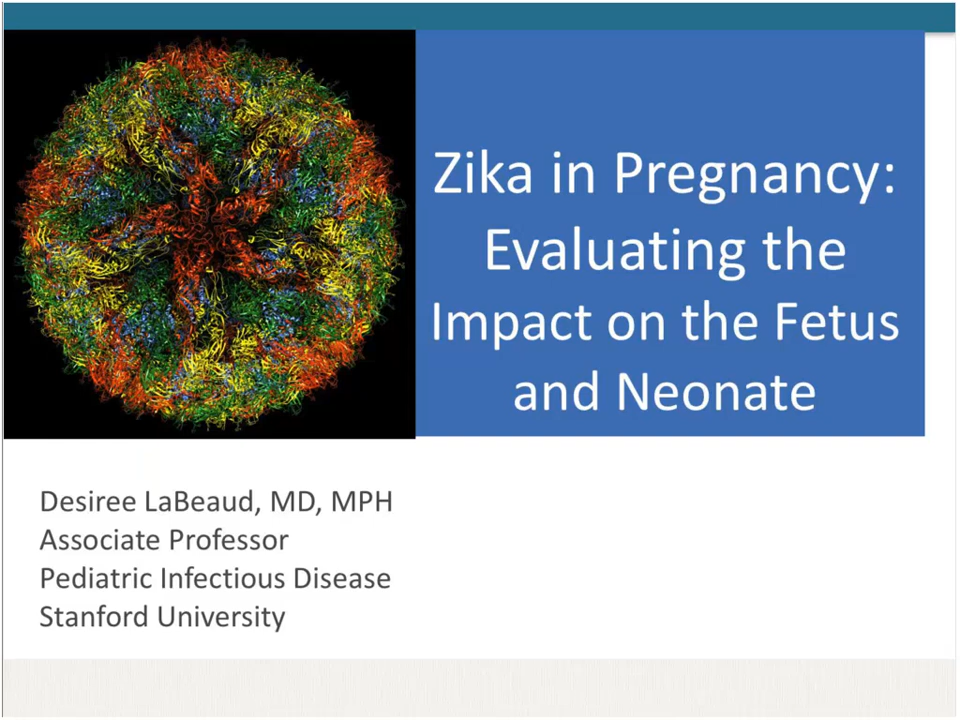 Zika in Pregnancy:
Evaluating the
Impact on the Fetus
and Neonate
Desiree LaBeaud, MD, MPH
Associate Professor
Pediatric Infectious Disease
Stanford University